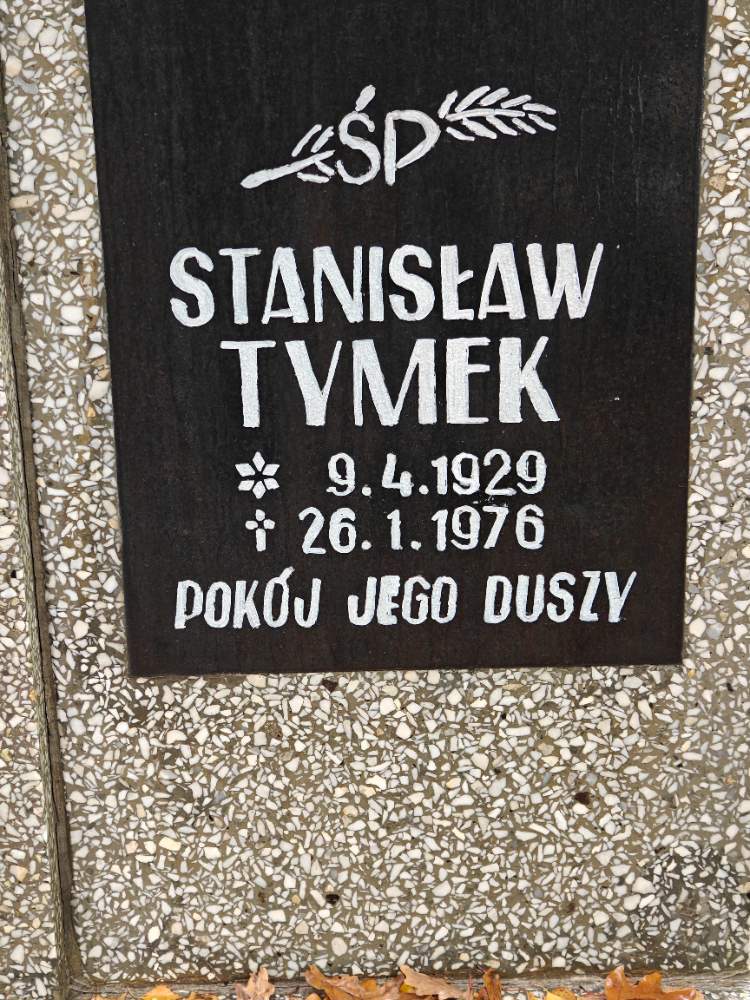 ŚP
STANISŁAW
TYMEK
9.4.1929
26.1.1976
POKÓJ JEGO DUSZY